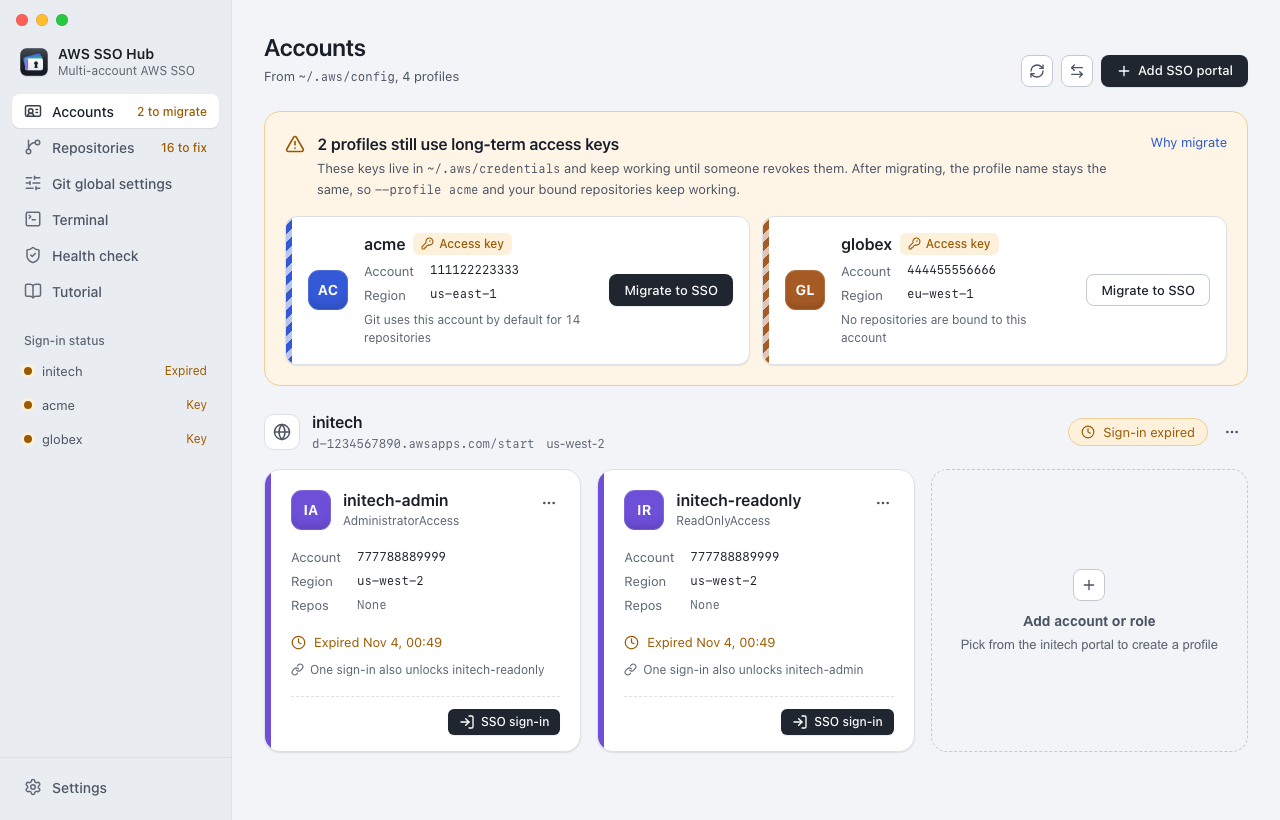 AWS SSO Hub
Multi-account AWS SSO
Accounts
2 to migrate
Repositories
16 to fix
Git global settings
Terminal
Health check
Tutorial
Sign-in status
initech
Expired
acme
Key
globex
Key
Settings
Accounts
From ~/.aws/config, 4 profiles
Add SSO portal
2 profiles still use long-term access keys
Why migrate
These keys live in ~/.aws/credentials and keep working until someone revokes them. After migrating, the profile name stays the
same, so --profile acme and your bound repositories keep working.
AC
acme
Access key
Account 111122223333
Region us-east-1
Git uses this account by default for 14
repositories
Migrate to SSO
GL
globex
Access key
Account 444455556666
Region eu-west-1
No repositories are bound to this
account
Migrate to SSO
initech
d-1234567890.awsapps.com/start us-west-2
Sign-in expired
IA
initech-admin
AdministratorAccess
Account 777788889999
Region us-west-2
Repos None
Expired Nov 4, 00:49
One sign-in also unlocks initech-readonly
SSO sign-in
IR
initech-readonly
ReadOnlyAccess
Account 777788889999
Region us-west-2
Repos None
Expired Nov 4, 00:49
One sign-in also unlocks initech-admin
SSO sign-in
Add account or role
Pick from the initech portal to create a profile